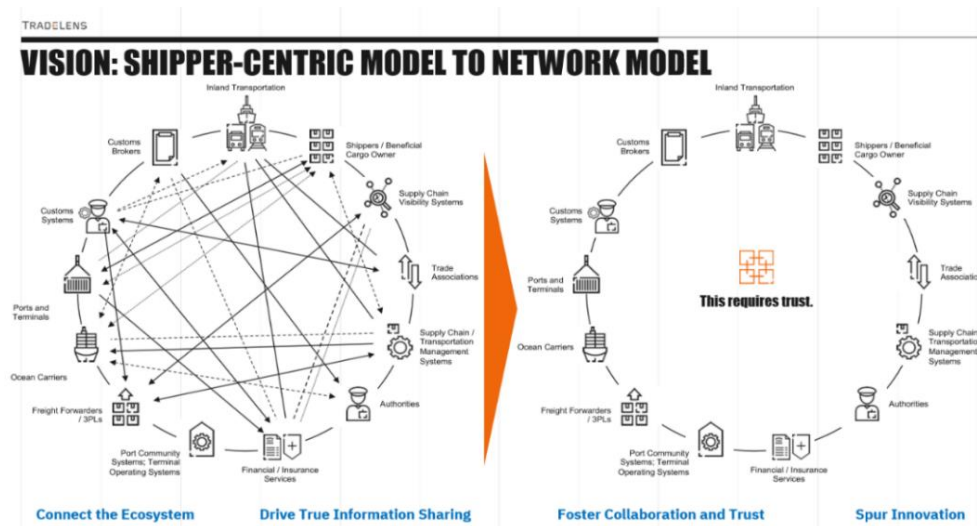 TRADELENS
VISION: SHIPPER-CENTRIC MODEL TO NETWORK MODEL
Inland Transportation
Shippers / Beneficial
Cargo Owner
Supply Chain
Visibility Systems
Trade
Associations
Supply Chain /
Transportation
Management
Systems
Authorities
Financial / Insurance
Services
Port Community
Systems; Terminal
Operating Systems
Freight Forwarders
/ 3PLs
Ocean Carriers
Ports and
Terminals
Customs
Systems
Customs
Brokers
Inland Transportation
Shippers / Beneficial
Cargo Owner
Supply Chain
Visibility Systems
Trade
Association
Supply Chain
Transportation
Management
Systems
Authorities
Financial / Insurance
Services
Port Community
Systems; Terminal
Operating Systems
Freight Forwarders
/ 3PLs
Ocean Carriers
Ports and
Terminals
Customs
Systems
Customs
Brokers
This requires trust.
Connect the Ecosystem
Drive True Information Sharing
Foster Collaboration and Trust
Spur Innovation